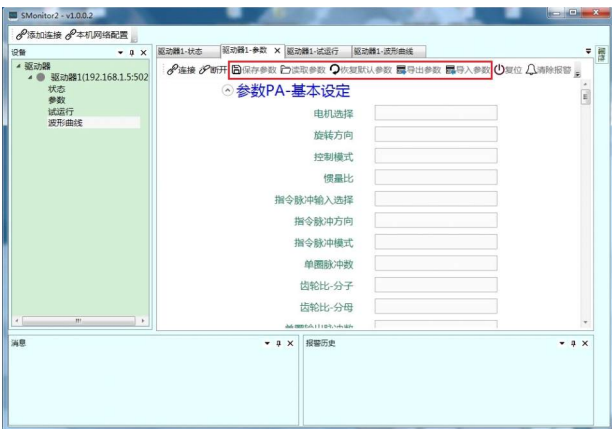 SMonitor2 - v1.0.0.2
添加连接 本机网络配置
设备
驱动器
驱动器1(192.168.1.5:502
状态
参数
试运行
波形曲线
驱动器1-状态 驱动器1-参数 驱动器1-试运行 驱动器1-波形曲线
连接 断开 保存参数 读取参数 恢复默认参数 导出参数 导入参数 复位 清除报警
参数PA-基本设定
电机选择
旋转方向
控制模式
惯量比
指令脉冲输入选择
指令脉冲方向
指令脉冲模式
单圈脉冲数
齿轮比-分子
齿轮比-分母
单圈输出脉冲数
消息
报警历史